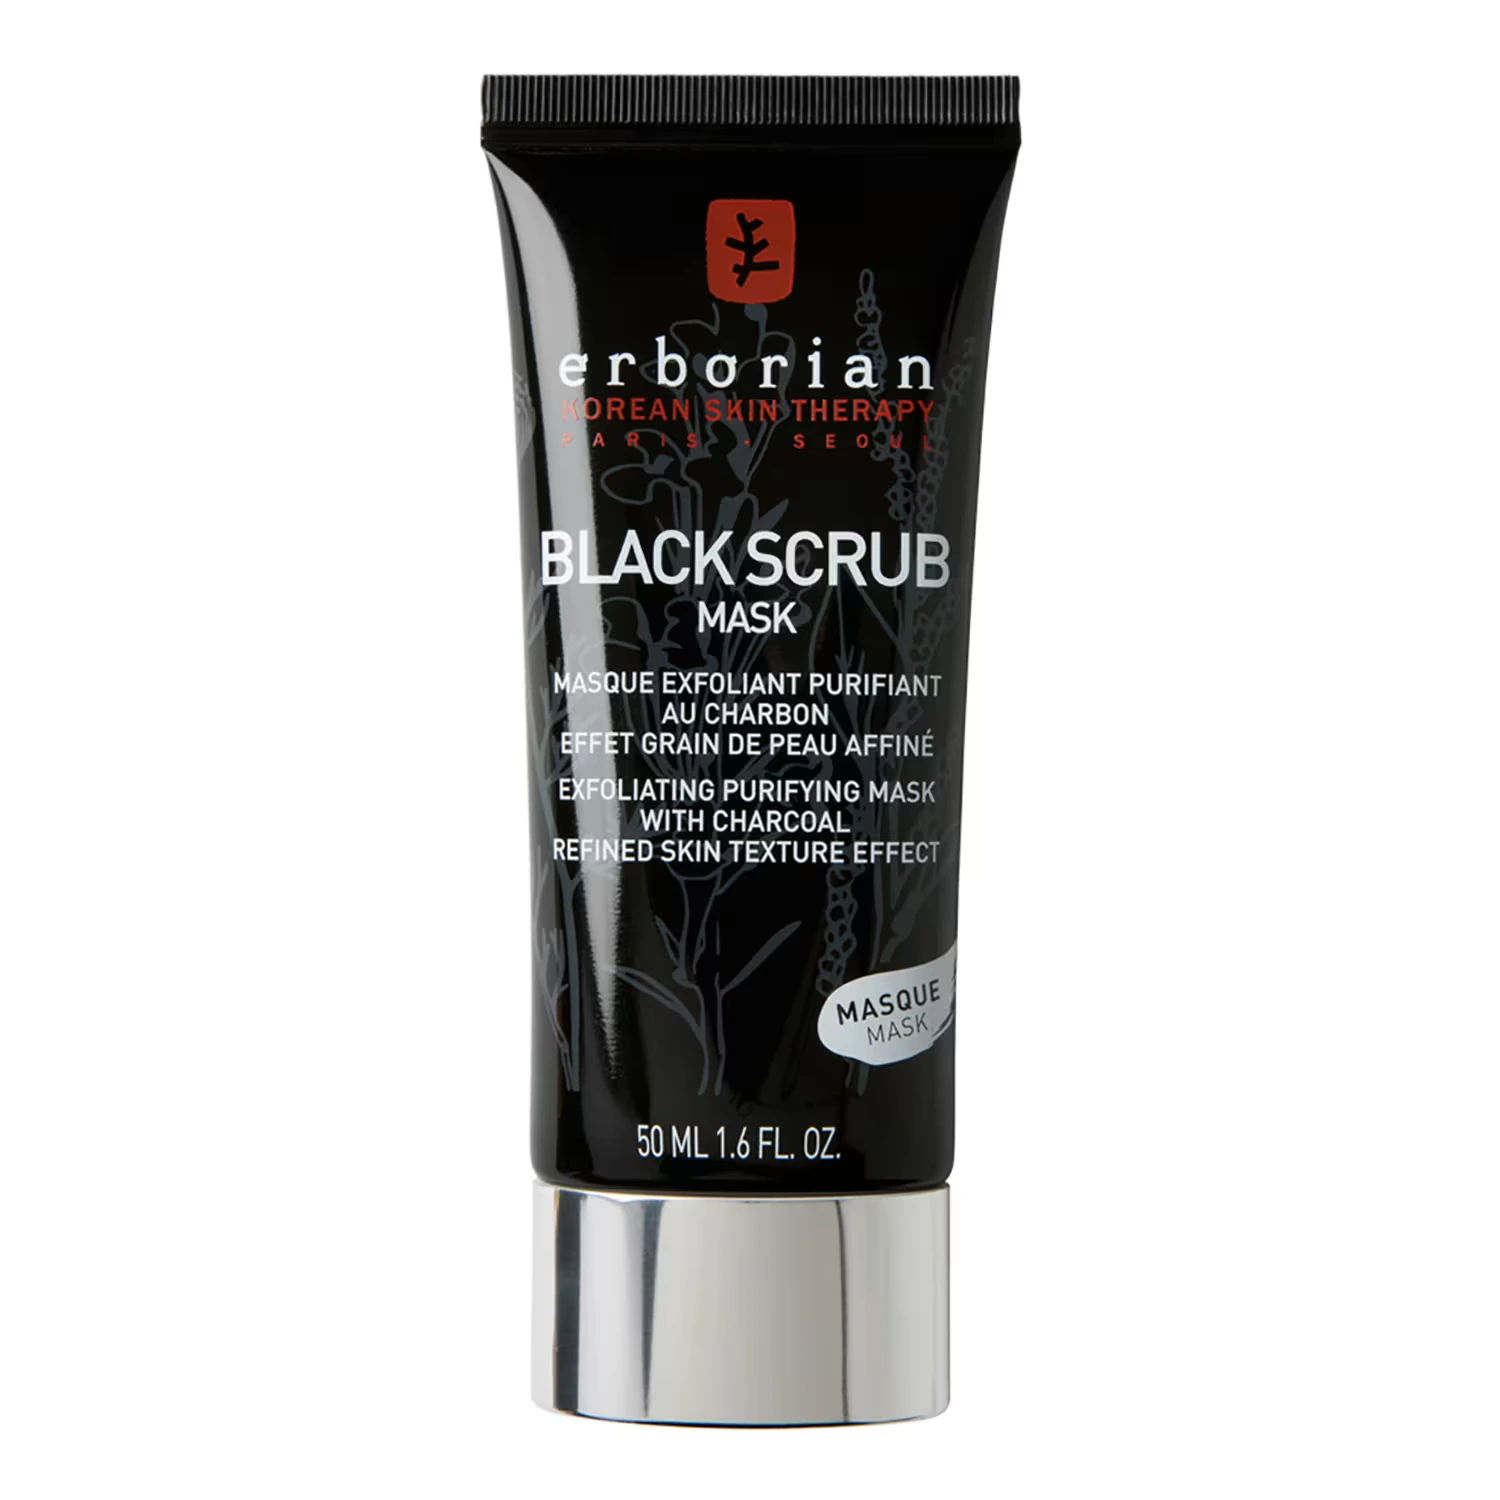 erborian
KOREAN SKIN THERAPY
PARIS · SEOUL
BLACK SCRUB
MASK
MASQUE EXFOLIANT PURIFIANT
AU CHARBON
EFFET GRAIN DE PEAU AFFINÉ
EXFOLIATING PURIFYING MASK
WITH CHARCOAL
REFINED SKIN TEXTURE EFFECT
MASQUE
MASK
50 ML 1.6 FL. OZ.